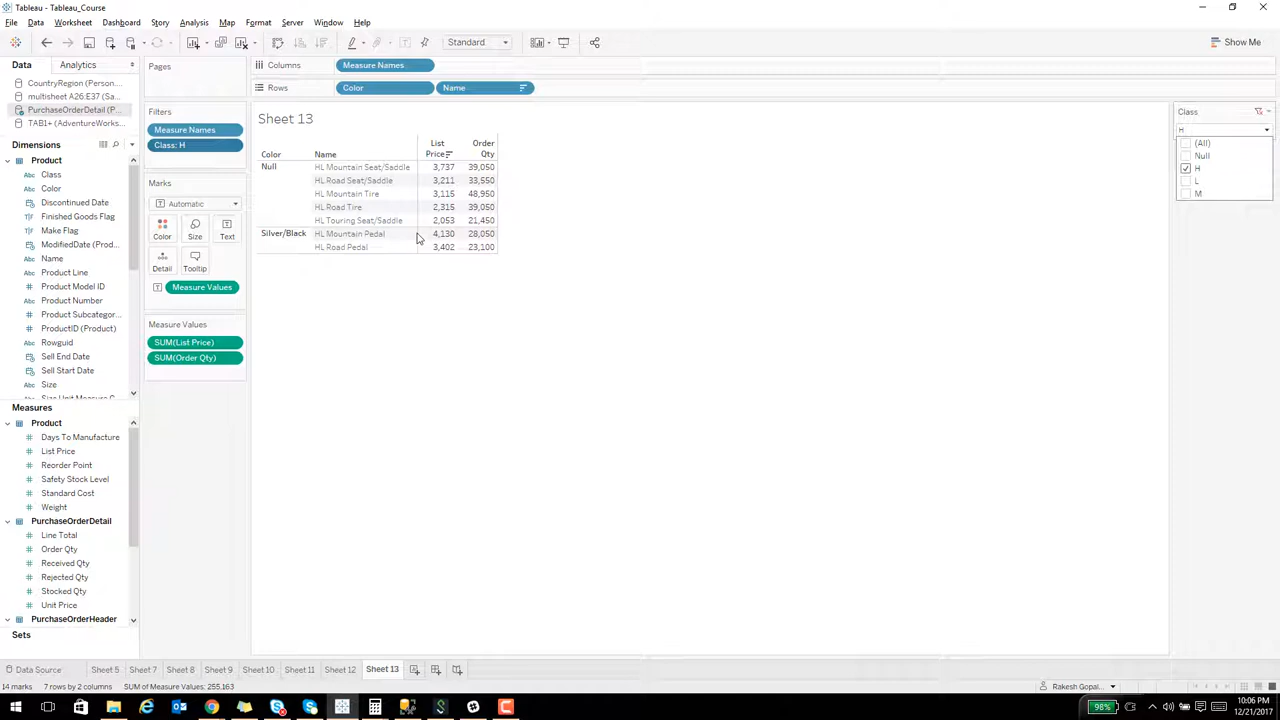 Tableau - Tableau_Course
File Data Worksheet Dashboard Story Analysis Map Format Server Window Help
Standard Show Me
Data Analytics
CountryRegion (Person...
multisheet A26:E37 (Sa...
PurchaseOrderDetail (P...
TAB1+ (AdventureWorks...
Dimensions
Product
Class
Color
Discontinued Date
Finished Goods Flag
Make Flag
ModifiedDate (Product)
Name
Product Line
Product Model ID
Product Number
Product Subcategor...
ProductID (Product)
Rowguid
Sell End Date
Sell Start Date
Size
Measures
Product
Days To Manufacture
List Price
Reorder Point
Safety Stock Level
Standard Cost
Weight
PurchaseOrderDetail
Line Total
Order Qty
Received Qty
Rejected Qty
Stocked Qty
Unit Price
PurchaseOrderHeader
Sets
Pages
Filters
Measure Names
Class: H
Marks
Automatic
Color Size Text
Detail Tooltip
Measure Values
Measure Values
SUM(List Price)
SUM(Order Qty)
Columns Measure Names
Rows Color Name
Sheet 13
Color Name List Price Order Qty
Null HL Mountain Seat/Saddle 3,737 39,050
HL Road Seat/Saddle 3,211 33,550
HL Mountain Tire 3,115 48,950
HL Road Tire 2,315 39,050
HL Touring Seat/Saddle 2,053 21,450
Silver/Black HL Mountain Pedal 4,130 28,050
HL Road Pedal 3,402 23,100
Class
H
(All)
Null
H
L
M
Data Source Sheet 5 Sheet 7 Sheet 8 Sheet 9 Sheet 10 Sheet 11 Sheet 12 Sheet 13
14 marks 7 rows by 2 columns SUM of Measure Values: 255,163
Rakesh Gopal...
98%
10:06 PM
12/21/2017